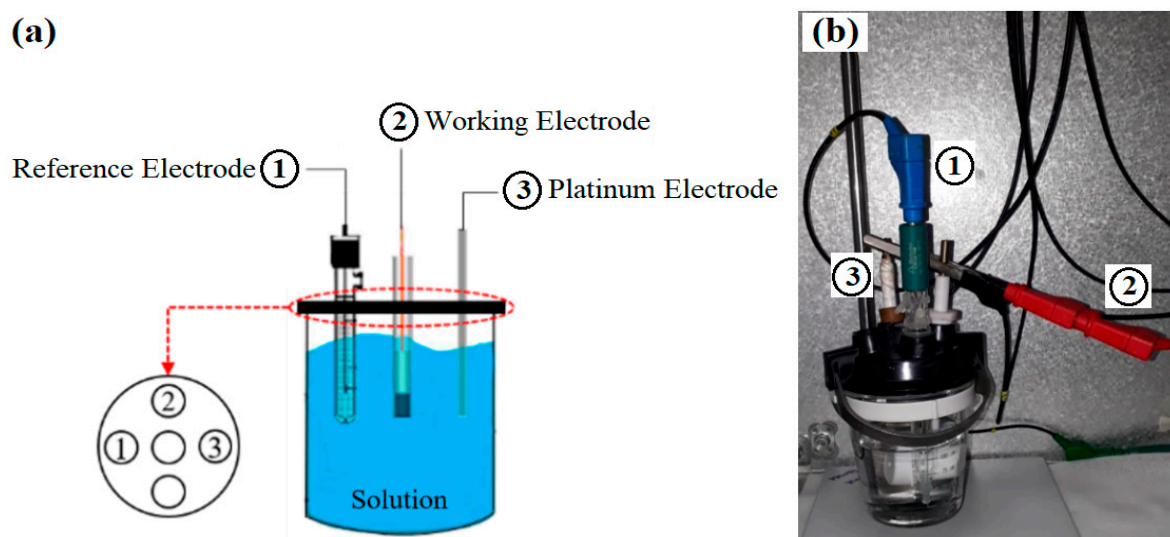 (a)
② Working Electrode
Reference Electrode ①
③ Platinum Electrode
②
① ③
Solution
(b)
①
③
②